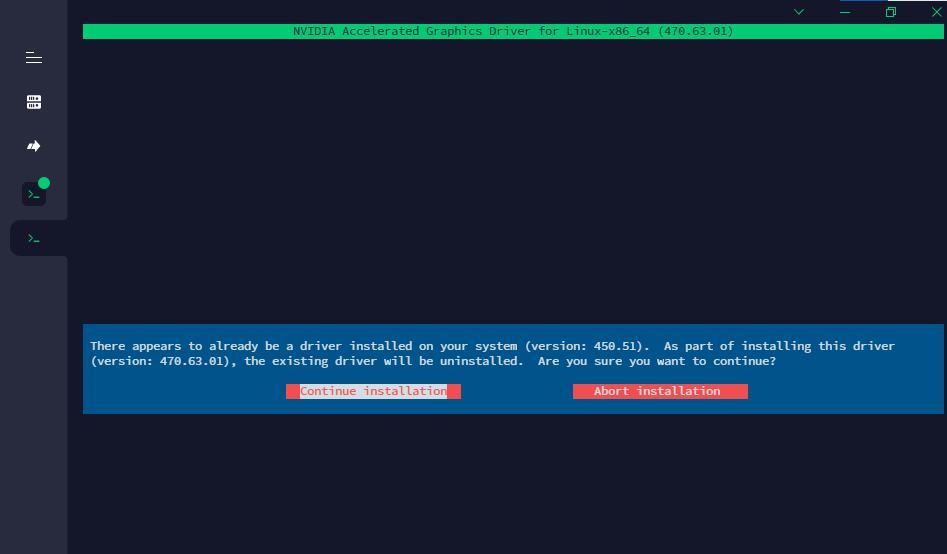 NVIDIA Accelerated Graphics Driver for Linux-x86_64 (470.63.01)
There appears to already be a driver installed on your system (version: 450.51).  As part of installing this driver
(version: 470.63.01), the existing driver will be uninstalled.  Are you sure you want to continue?
Continue installation    Abort installation